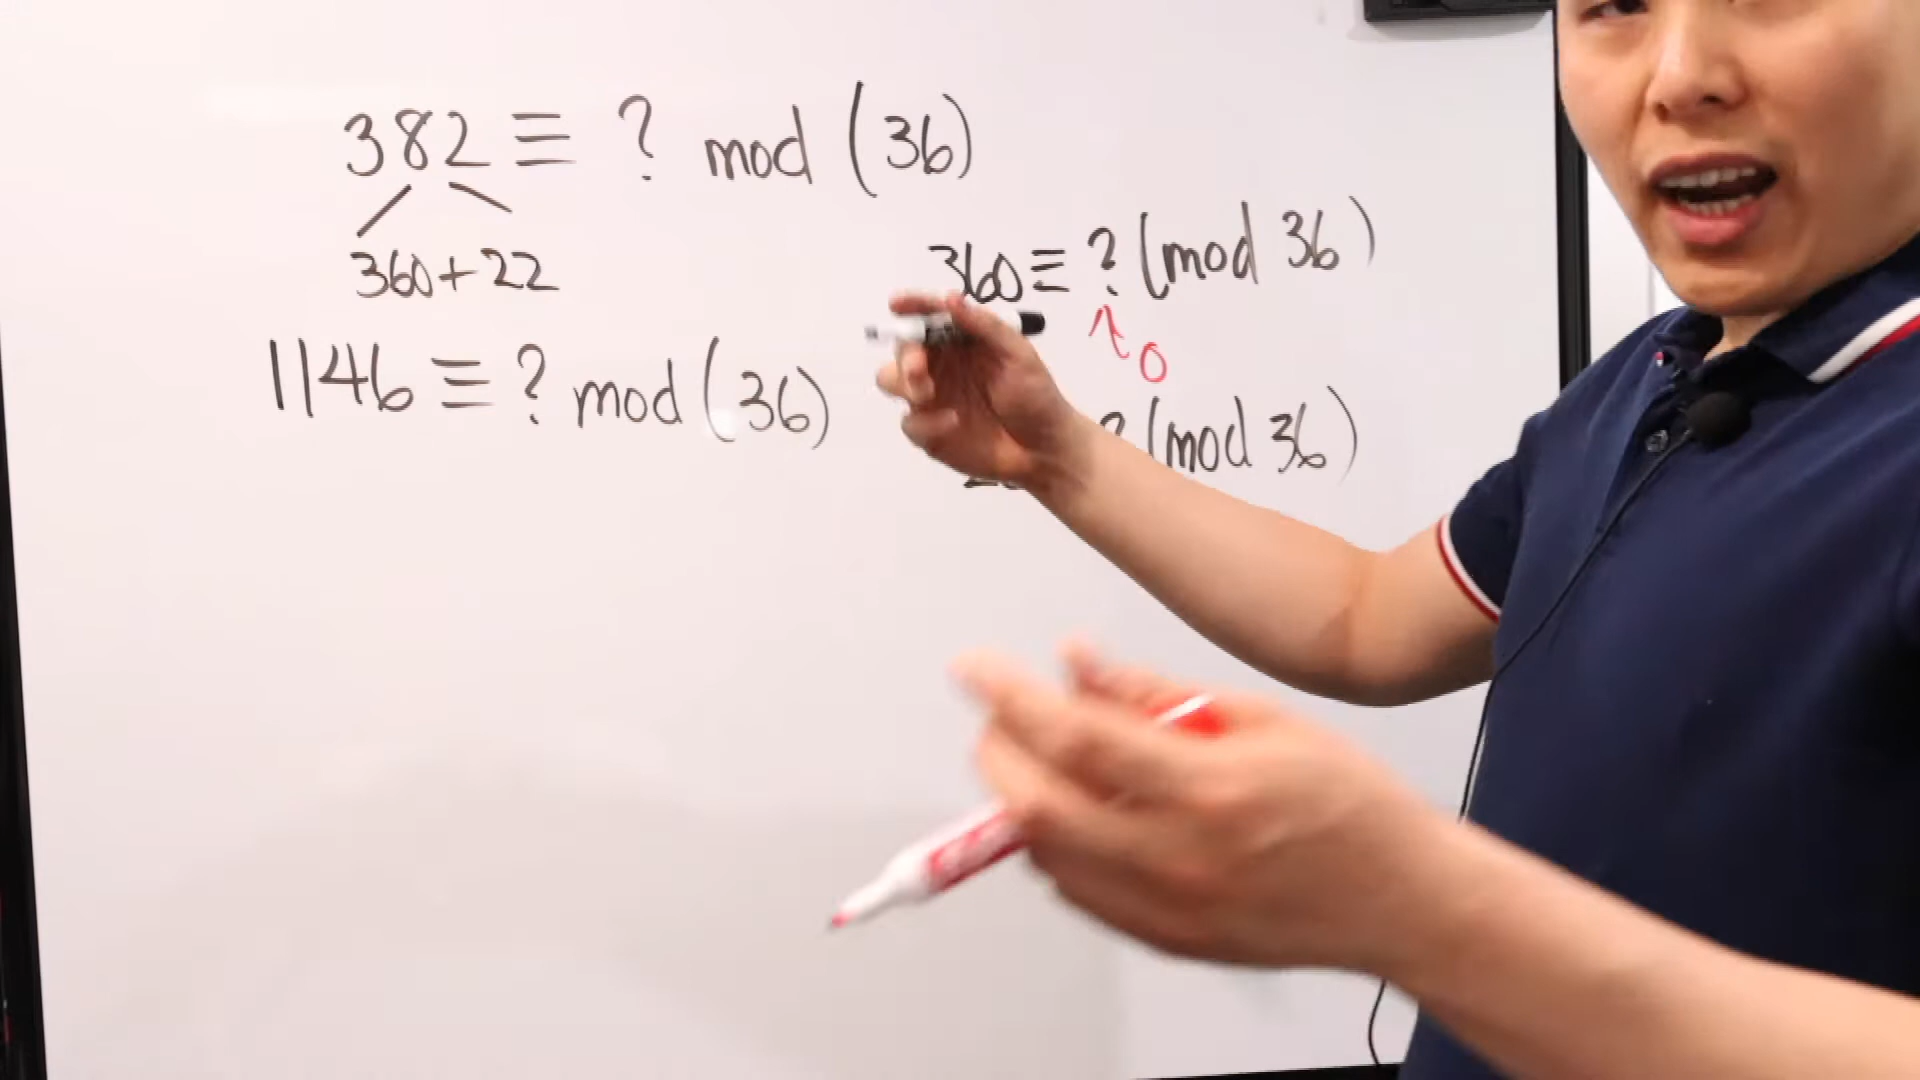 382 ≡ ? mod (36)
360+22
1146 ≡ ? mod (36)
360 ≡ ? (mod 36)
0
? (mod 36)